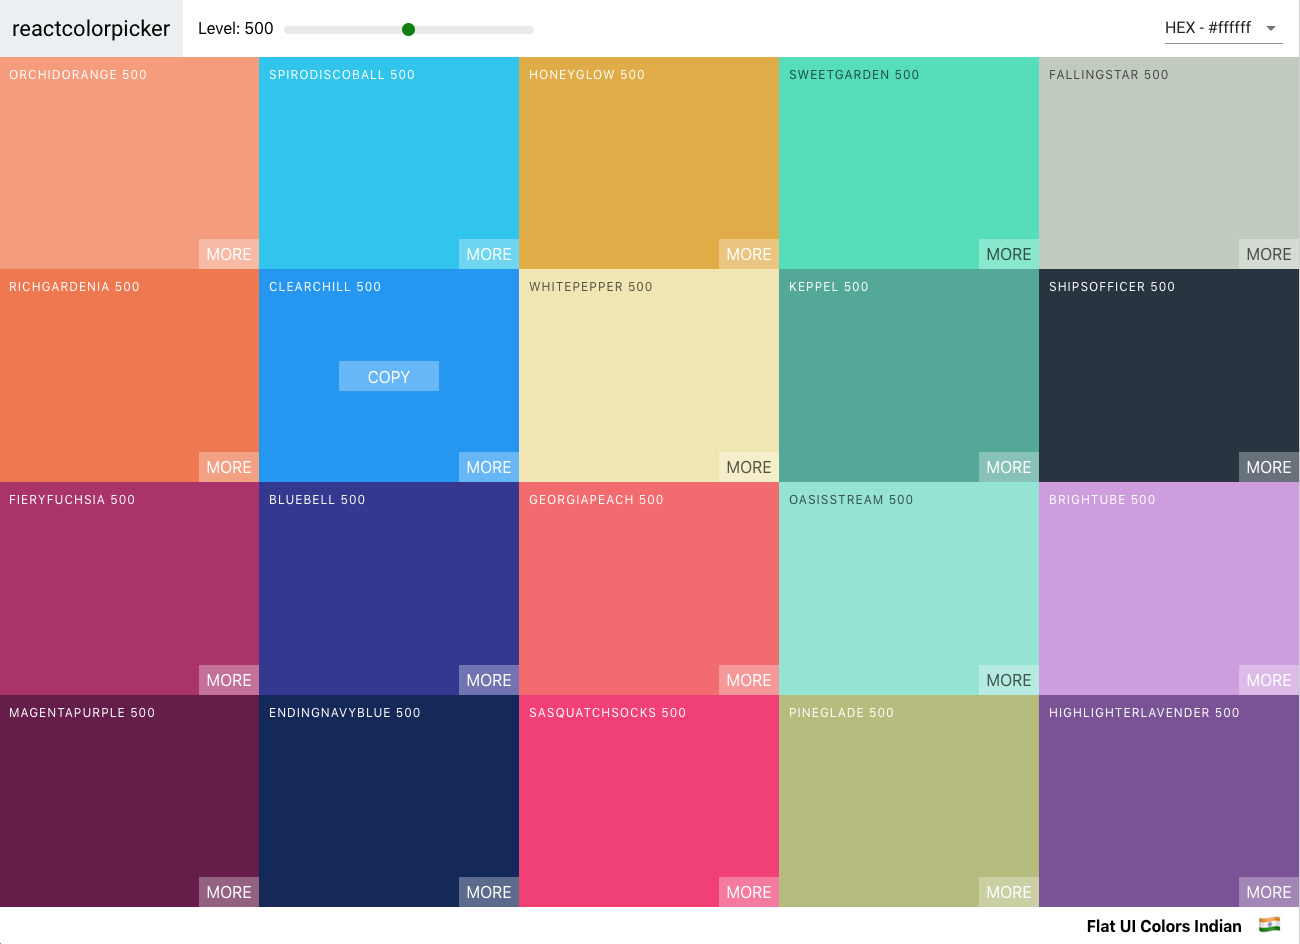 reactcolorpicker Level: 500 HEX - #ffffff
ORCHIDORANGE 500 SPIRODISCOBALL 500 HONEYGLOW 500 SWEETGARDEN 500 FALLINGSTAR 500
MORE MORE MORE MORE MORE
RICHGARDENIA 500 CLEARCHILL 500 WHITEPEPPER 500 KEPPEL 500 SHIPSOFFICER 500
COPY
MORE MORE MORE MORE MORE
FIERYFUCHSIA 500 BLUEBELL 500 GEORGIAPEACH 500 OASISSTREAM 500 BRIGHTUBE 500
MORE MORE MORE MORE MORE
MAGENTAPURPLE 500 ENDINGNAVYBLUE 500 SASQUATCHSOCKS 500 PINEGLADE 500 HIGHLIGHTERLAVENDER 500
MORE MORE MORE MORE MORE
Flat UI Colors Indian